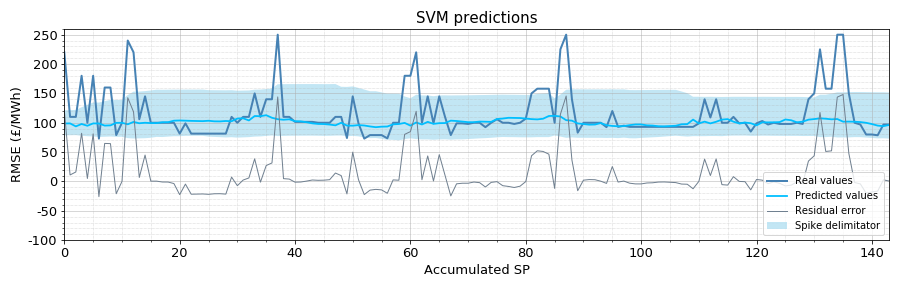 SVM predictions
RMSE (£/MWh)
250
200
150
100
50
0
-50
-100
0
20
40
60
80
100
120
140
Accumulated SP
Real values
Predicted values
Residual error
Spike delimitator